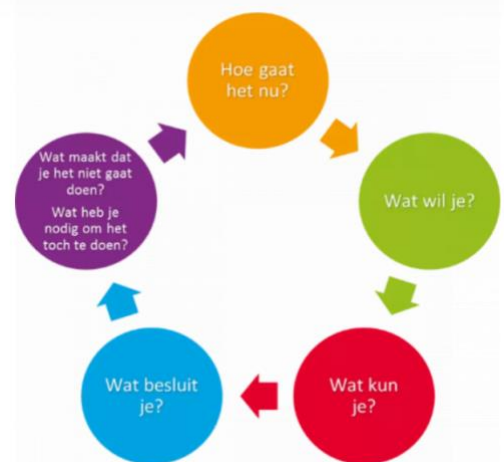 Hoe gaat
het nu?
Wat wil je?
Wat kun
je?
Wat besluit
je?
Wat maakt dat
je het niet gaat
doen?
Wat heb je
nodig om het
toch te doen?